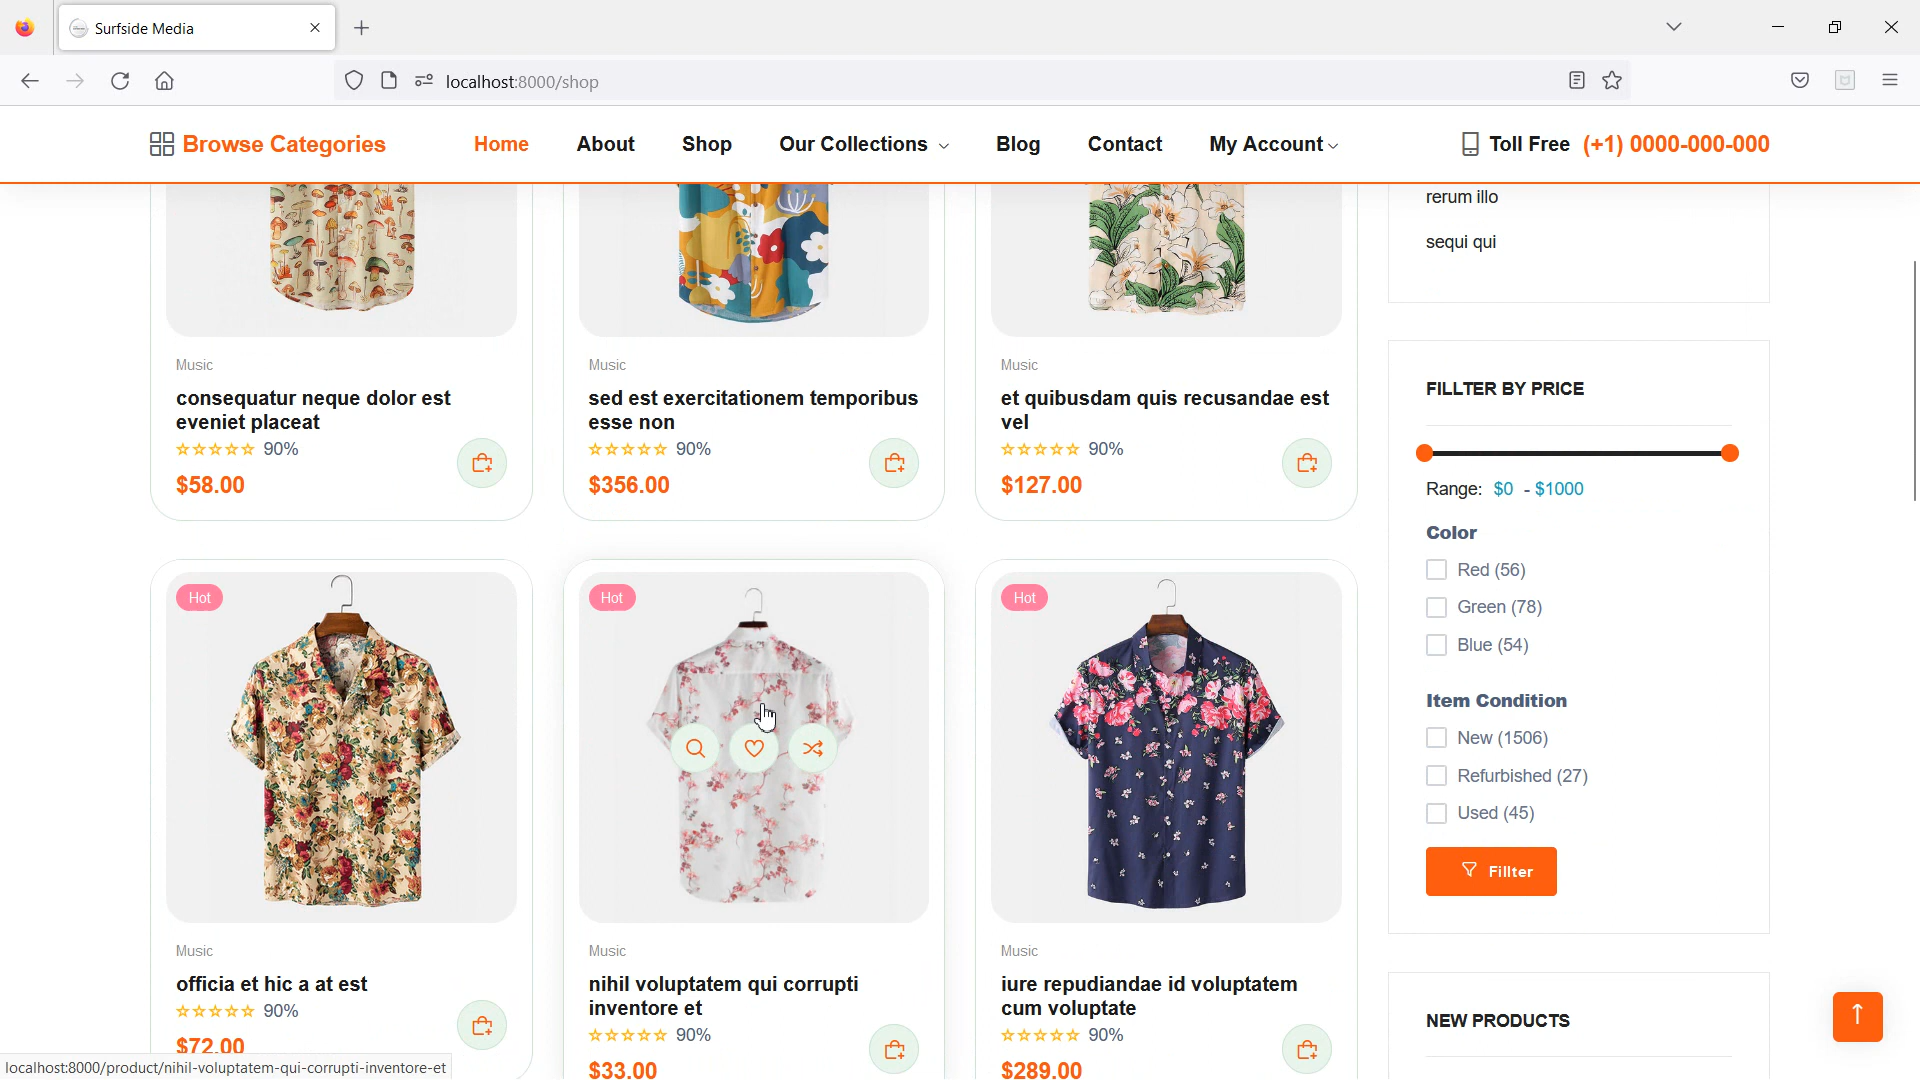 Surfside Media
localhost:8000/shop
Browse Categories
Home
About
Shop
Our Collections
Blog
Contact
My Account
Toll Free (+1) 0000-000-000
rerum illo
sequi qui
Music
consequatur neque dolor est
eveniet placeat
90%
$58.00
Music
sed est exercitationem temporibus
esse non
90%
$356.00
Music
et quibusdam quis recusandae est
vel
90%
$127.00
FILLTER BY PRICE
Range: $0 - $1000
Color
Red (56)
Green (78)
Blue (54)
Item Condition
New (1506)
Refurbished (27)
Used (45)
Fillter
Hot
Music
officia et hic a at est
90%
$72.00
Hot
Music
nihil voluptatem qui corrupti
inventore et
90%
$33.00
Hot
Music
iure repudiandae id voluptatem
cum voluptate
90%
$289.00
NEW PRODUCTS
localhost:8000/product/nihil-voluptatem-qui-corrupti-inventore-et